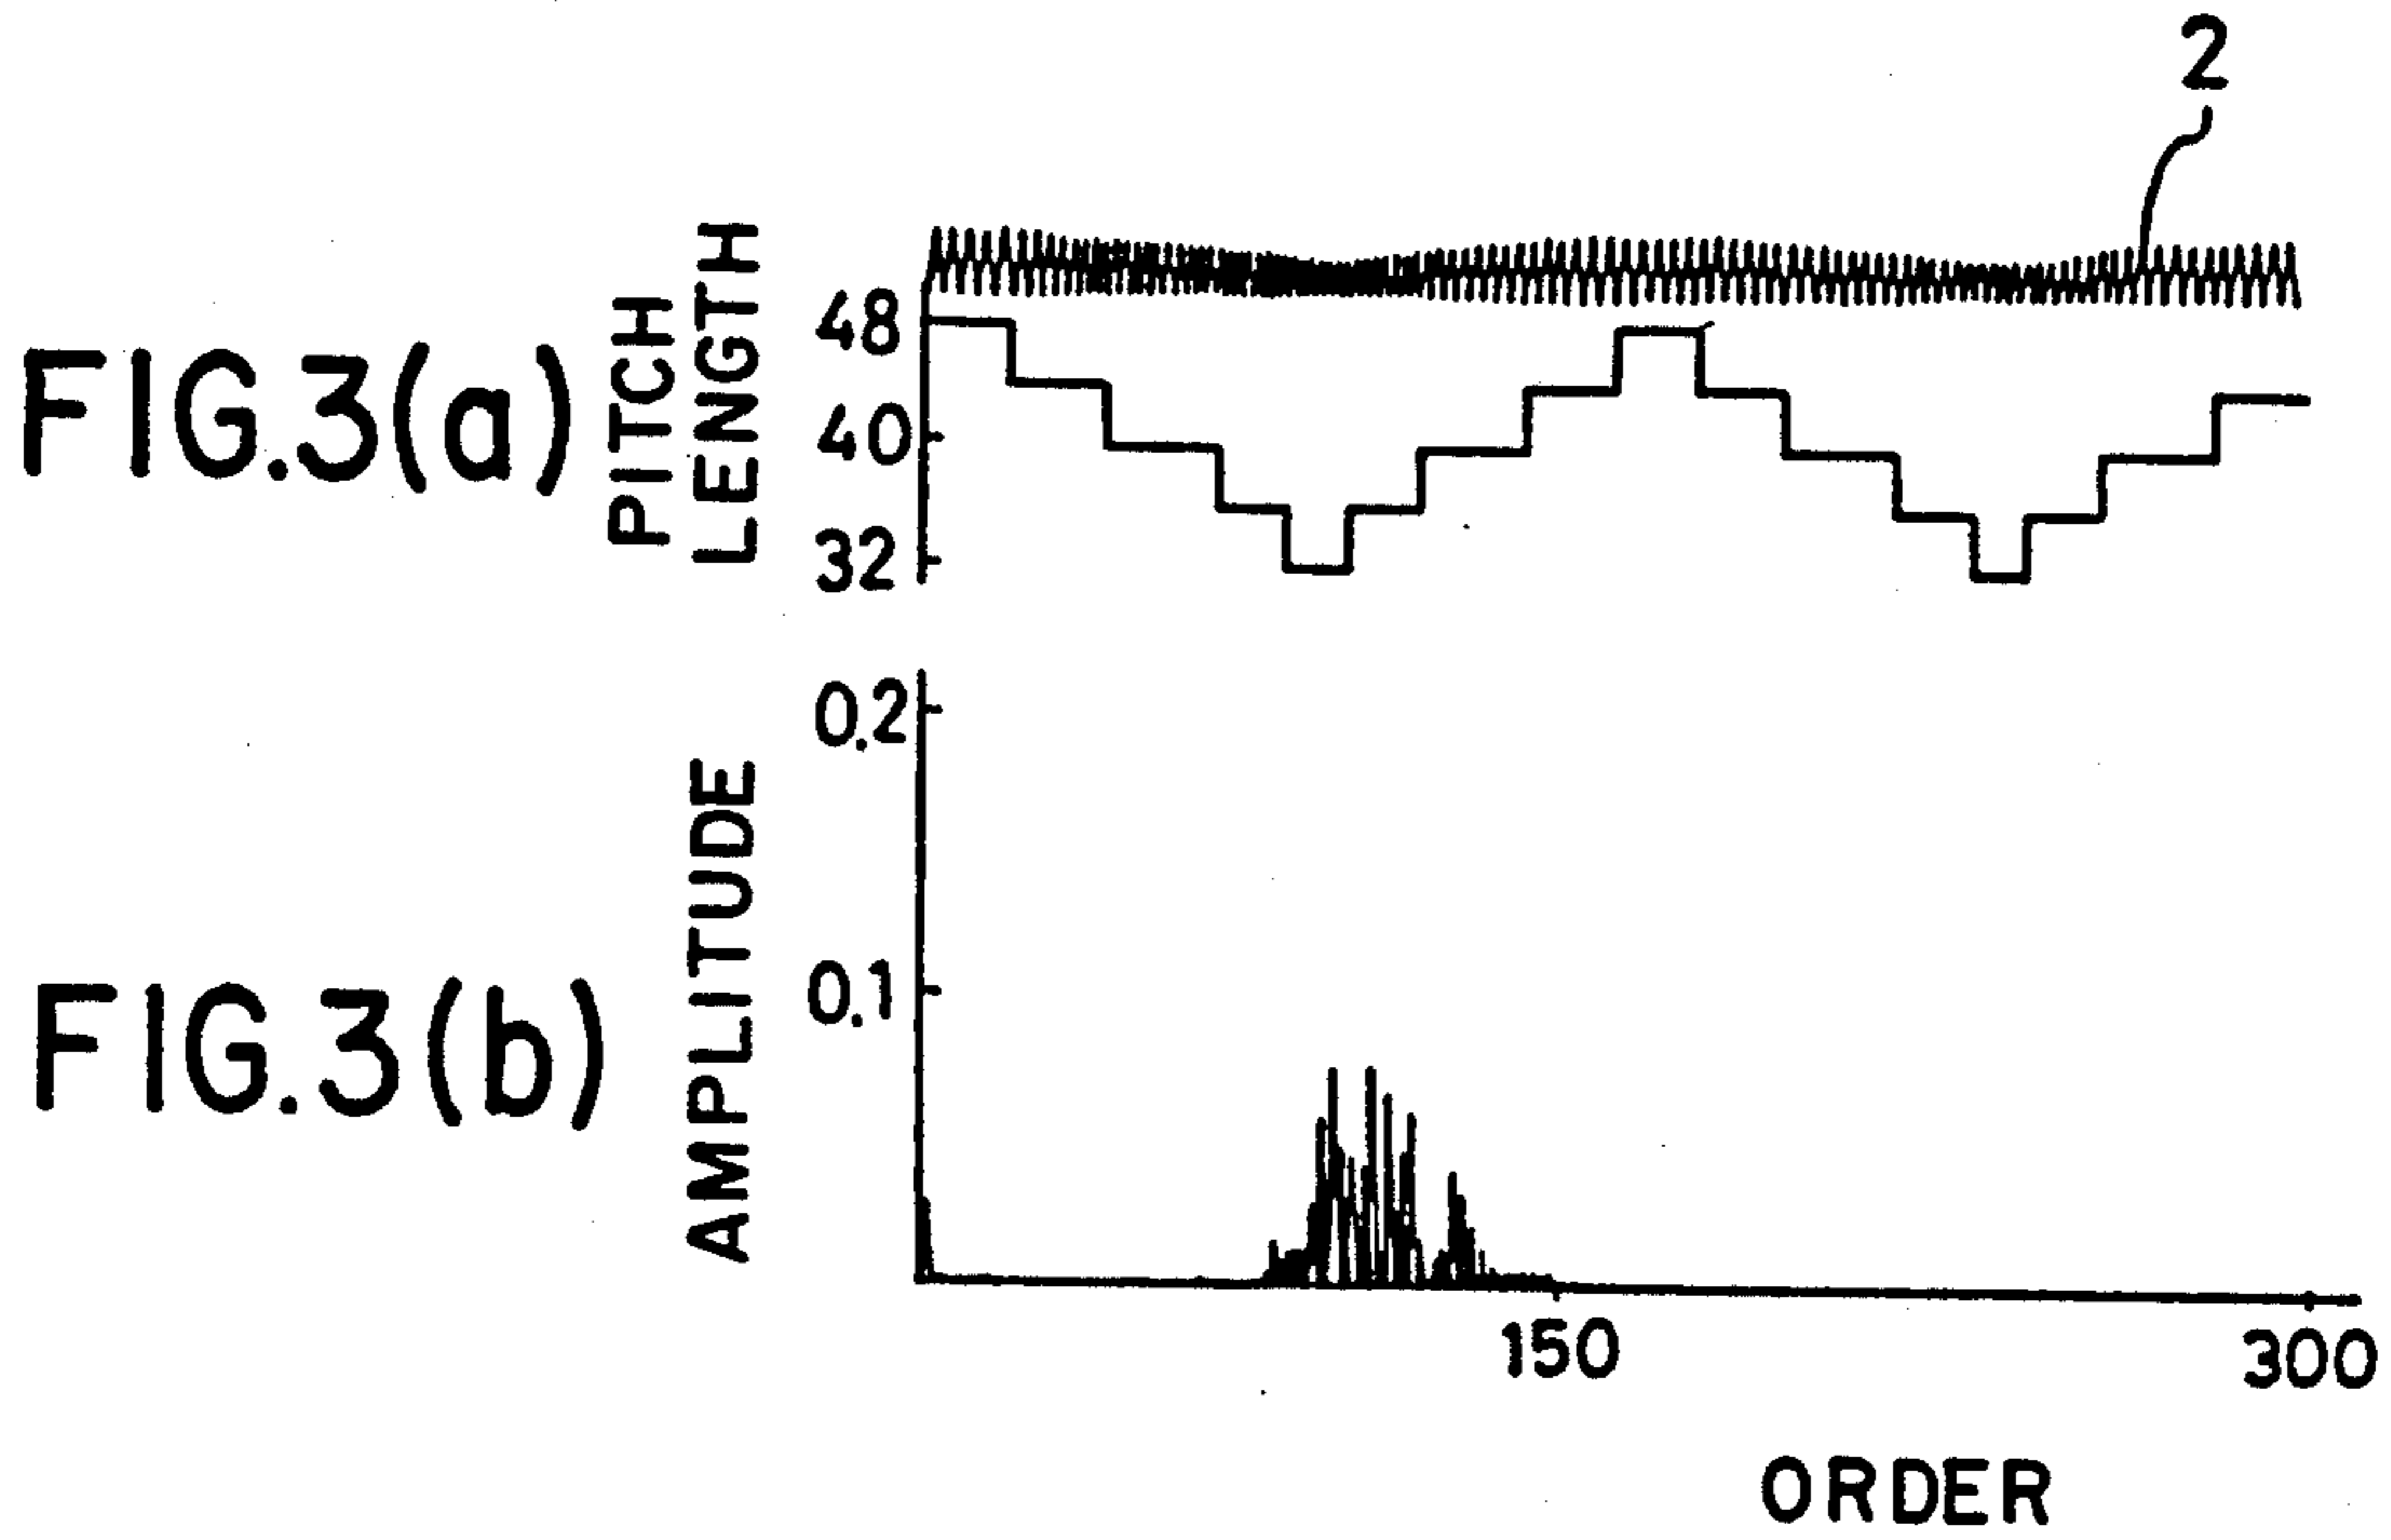 2
FIG.3(a)
PITCH
LENGTH
48
40
32
FIG.3(b)
AMPLITUDE
0.2
0.1
150
300
ORDER